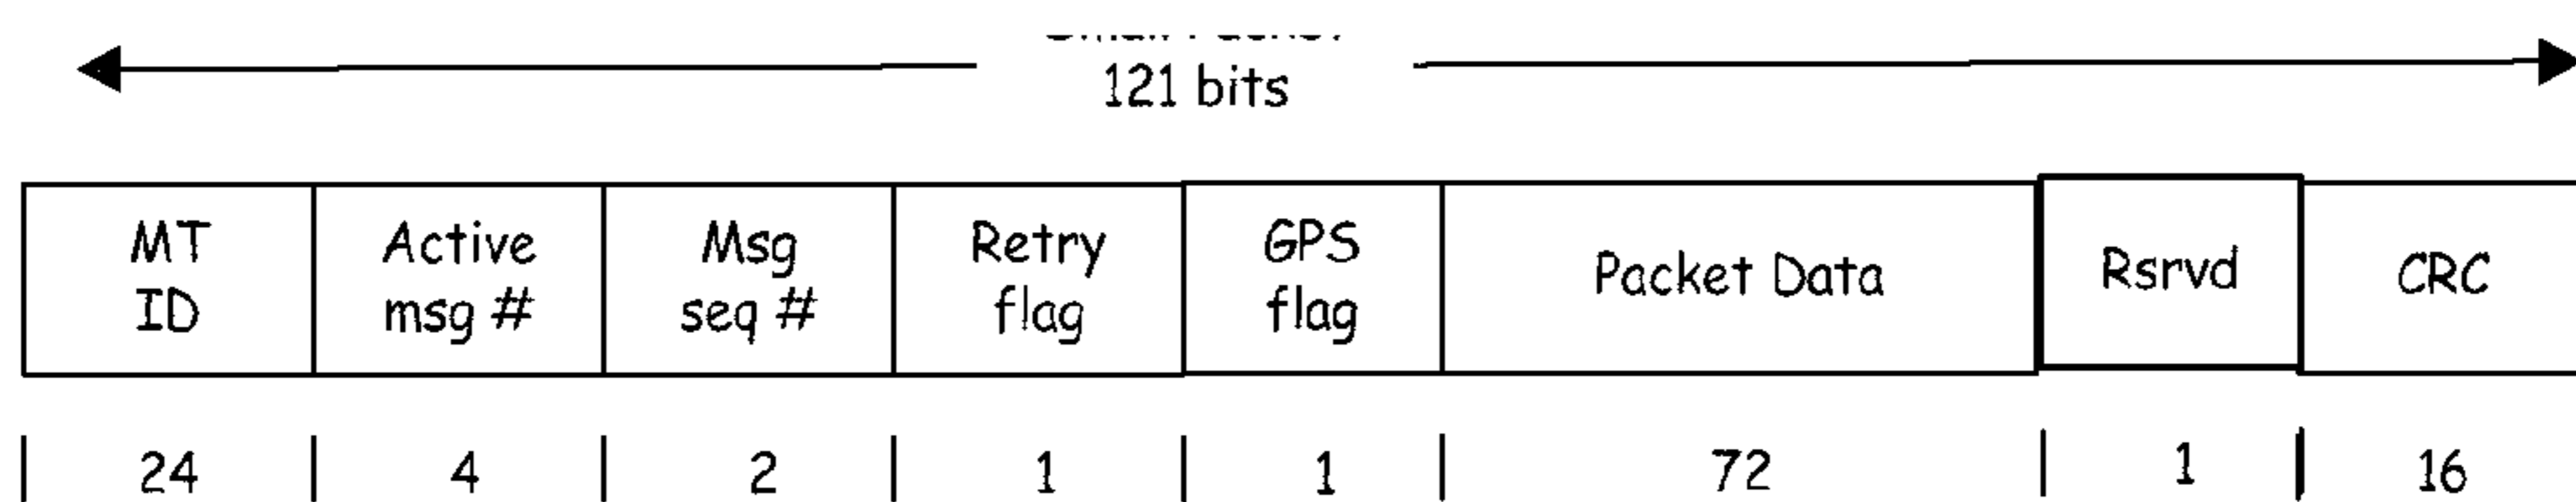 121 bits
MT
ID
Active
msg #
Msg
seq #
Retry
flag
GPS
flag
Packet Data
Rsrvd
CRC
24
4
2
1
1
72
1
16